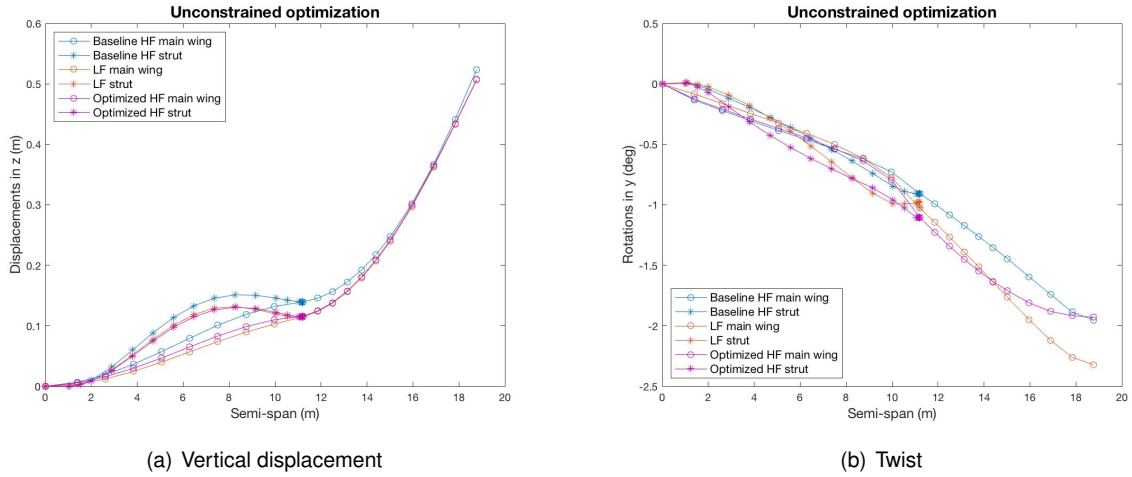 Unconstrained optimization
0.6
0.5
0.4
0.3
0.2
0.1
0
Displacements in z (m)
Baseline HF main wing
Baseline HF strut
LF main wing
LF strut
Optimized HF main wing
Optimized HF strut
0 2 4 6 8 10 12 14 16 18 20
Semi-span (m)
(a) Vertical displacement
Unconstrained optimization
0.5
0
-0.5
-1
-1.5
-2
-2.5
Rotations in y (deg)
Baseline HF main wing
Baseline HF strut
LF main wing
LF strut
Optimized HF main wing
Optimized HF strut
0 2 4 6 8 10 12 14 16 18 20
Semi-span (m)
(b) Twist